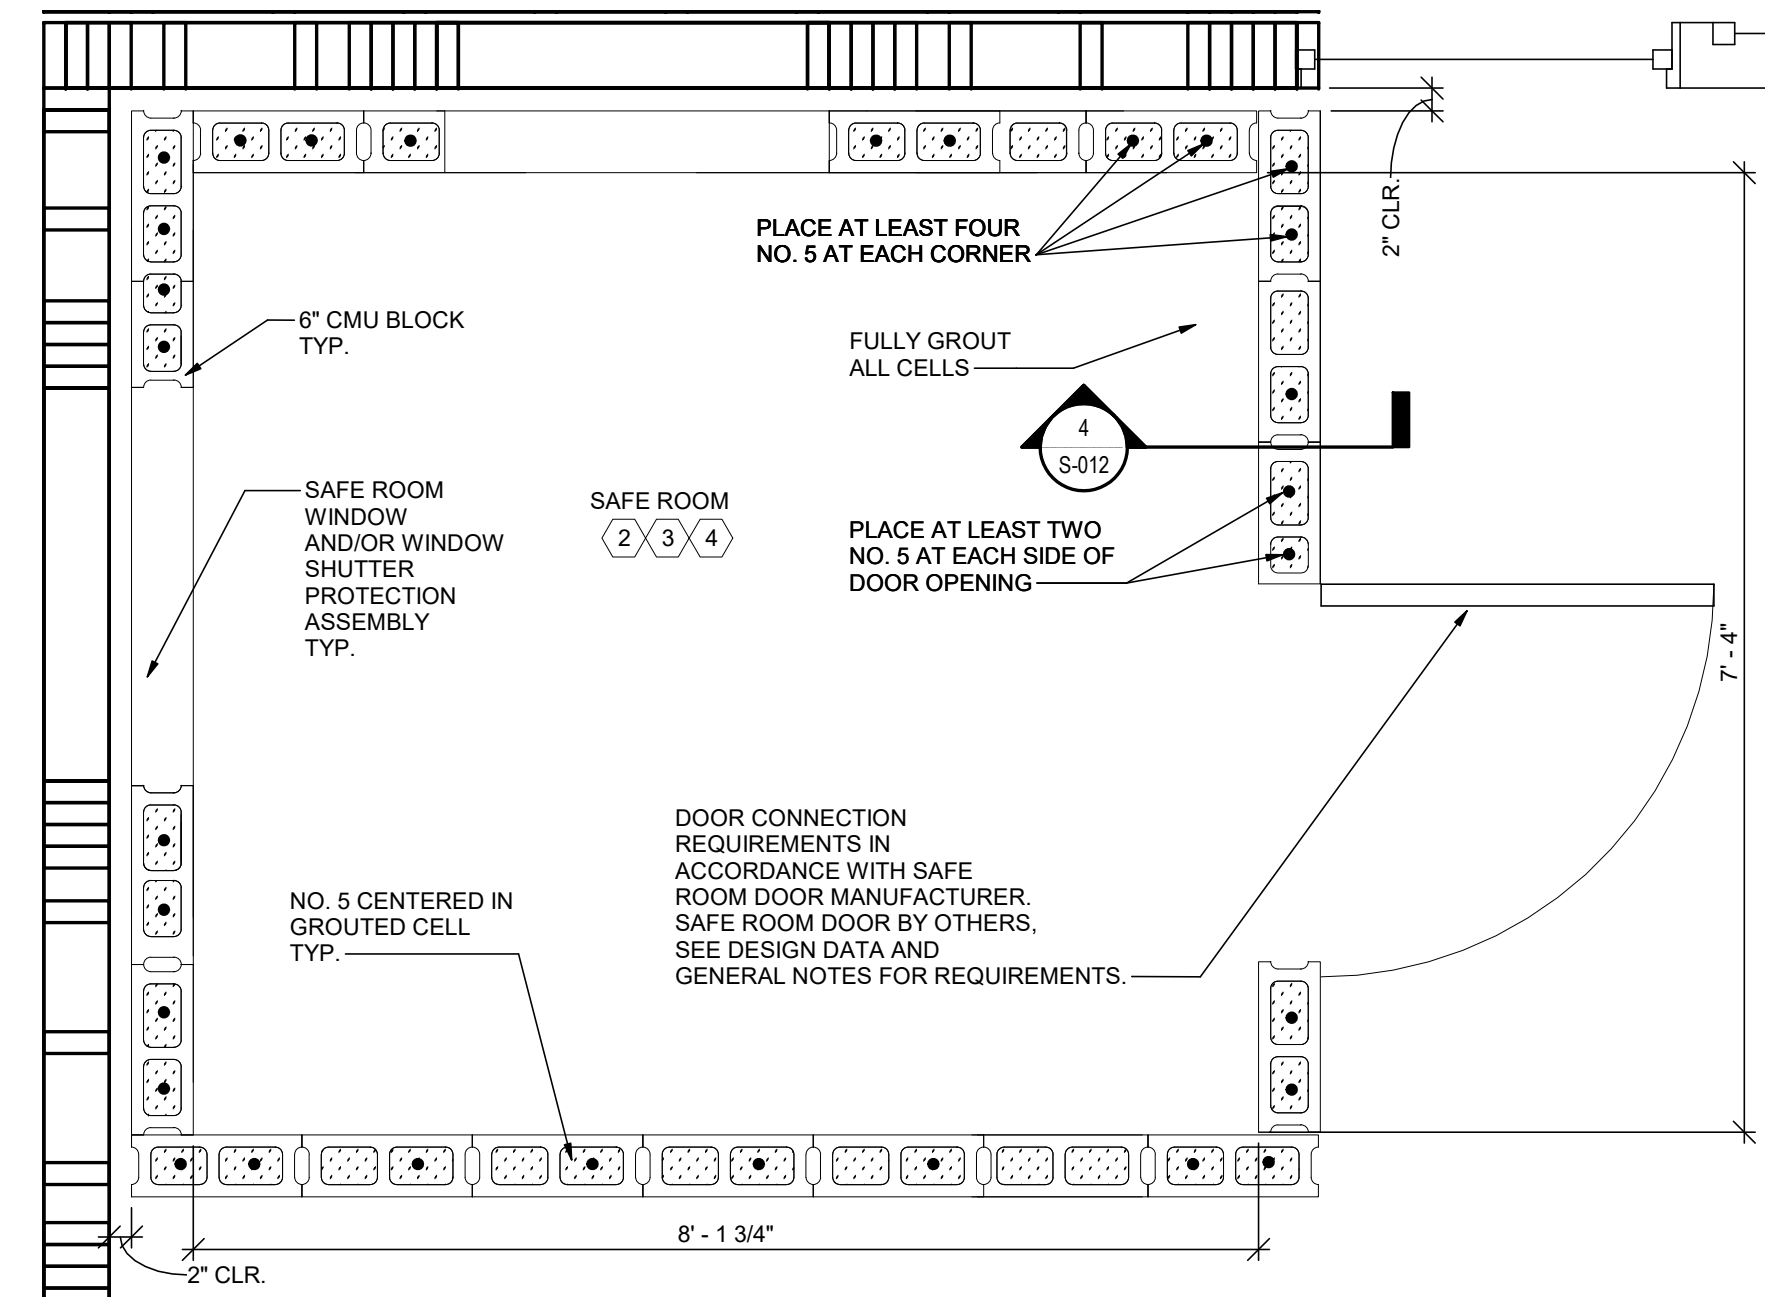 PLACE AT LEAST FOUR
NO. 5 AT EACH CORNER
2" CLR.
6" CMU BLOCK
TYP.
FULLY GROUT
ALL CELLS
4
S-012
SAFE ROOM
WINDOW
AND/OR WINDOW
SHUTTER
PROTECTION
ASSEMBLY
TYP.
SAFE ROOM
2 3 4
PLACE AT LEAST TWO
NO. 5 AT EACH SIDE OF
DOOR OPENING
7' - 4"
DOOR CONNECTION
REQUIREMENTS IN
ACCORDANCE WITH SAFE
ROOM DOOR MANUFACTURER.
SAFE ROOM DOOR BY OTHERS,
SEE DESIGN DATA AND
GENERAL NOTES FOR REQUIREMENTS.
NO. 5 CENTERED IN
GROUTED CELL
TYP.
8' - 1 3/4"
2" CLR.